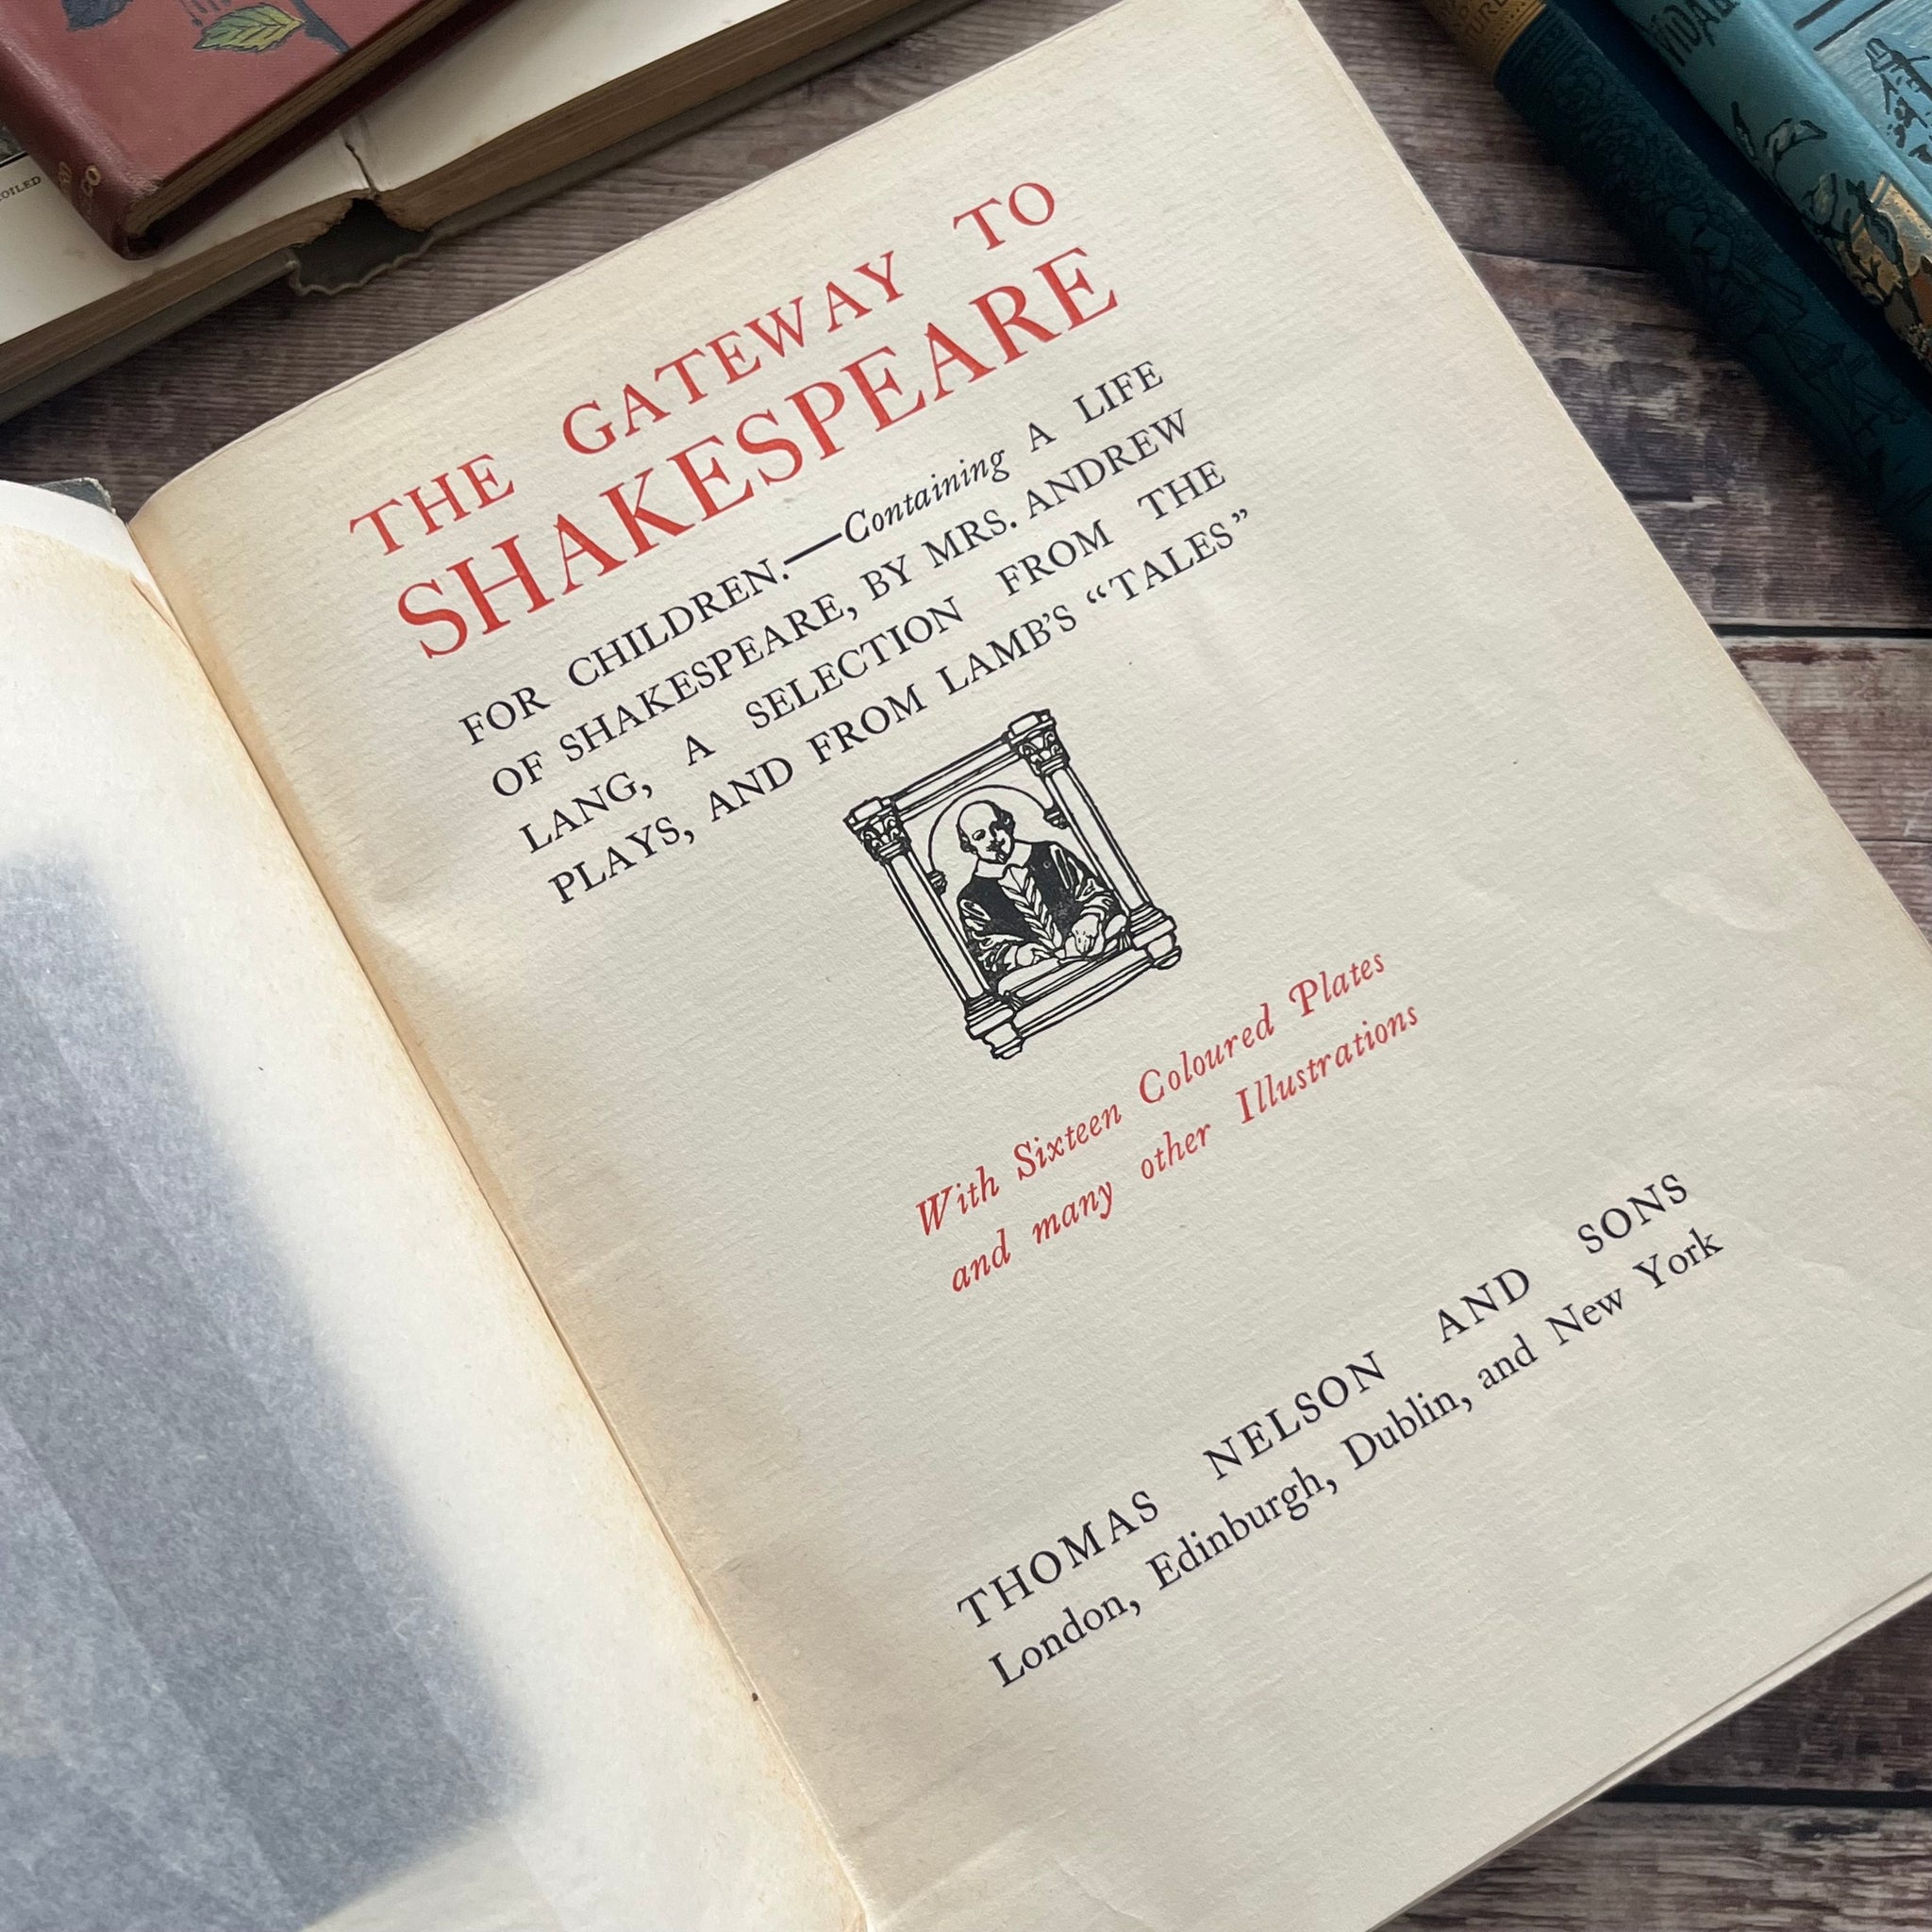 THE GATEWAY TO
SHAKESPEARE
FOR CHILDREN.—Containing A LIFE
OF SHAKESPEARE, BY MRS. ANDREW
LANG, A SELECTION FROM THE
PLAYS, AND FROM LAMB'S “TALES”
With Sixteen Coloured Plates
and many other Illustrations
THOMAS NELSON AND SONS
London, Edinburgh, Dublin, and New York